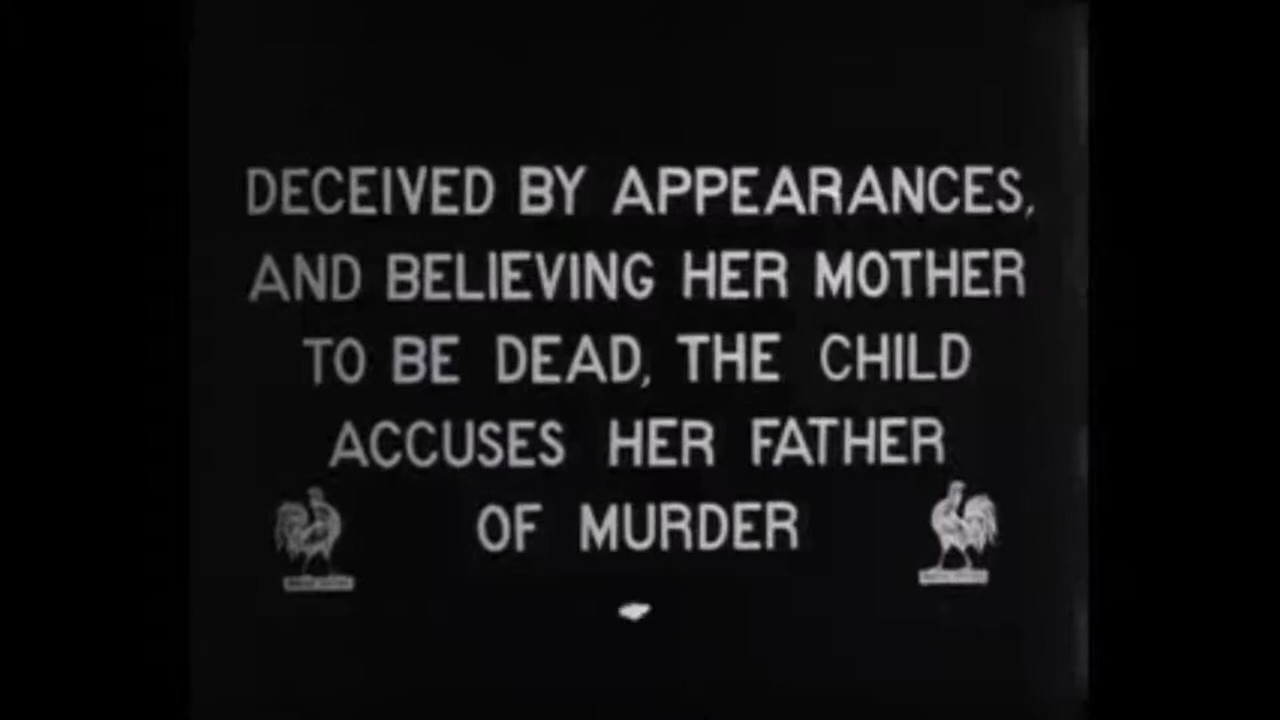 DECEIVED BY APPEARANCES,
AND BELIEVING HER MOTHER
TO BE DEAD, THE CHILD
ACCUSES HER FATHER
OF MURDER